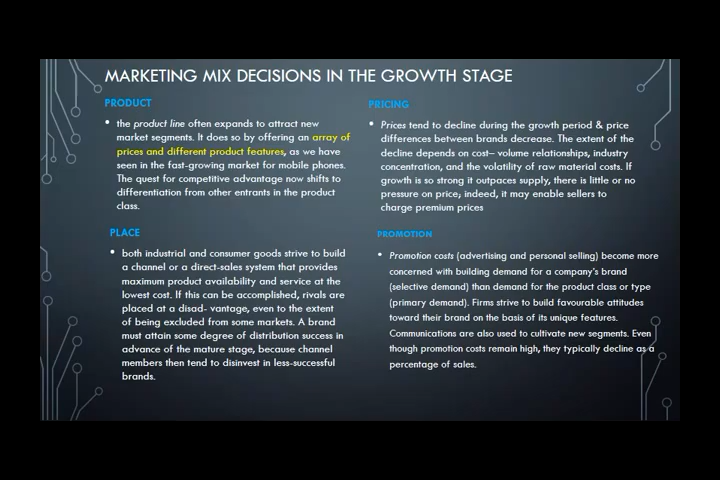 MARKETING MIX DECISIONS IN THE GROWTH STAGE
PRODUCT
• the product line often expands to attract new
market segments. It does so by offering an array of
prices and different product features, as we have
seen in the fast-growing market for mobile phones.
The quest for competitive advantage now shifts to
differentiation from other entrants in the product
class.
PRICING
• Prices tend to decline during the growth period & price
differences between brands decrease. The extent of the
decline depends on cost– volume relationships, industry
concentration, and the volatility of raw material costs. If
growth is so strong it outpaces supply, there is little or no
pressure on price; indeed, it may enable sellers to
charge premium prices
PLACE
• both industrial and consumer goods strive to build
a channel or a direct-sales system that provides
maximum product availability and service at the
lowest cost. If this can be accomplished, rivals are
placed at a disad- vantage, even to the extent
of being excluded from some markets. A brand
must attain some degree of distribution success in
advance of the mature stage, because channel
members then tend to disinvest in less-successful
brands.
PROMOTION
• Promotion costs (advertising and personal selling) become more
concerned with building demand for a company's brand
(selective demand) than demand for the product class or type
(primary demand). Firms strive to build favourable attitudes
toward their brand on the basis of its unique features.
Communications are also used to cultivate new segments. Even
though promotion costs remain high, they typically decline as a
percentage of sales.